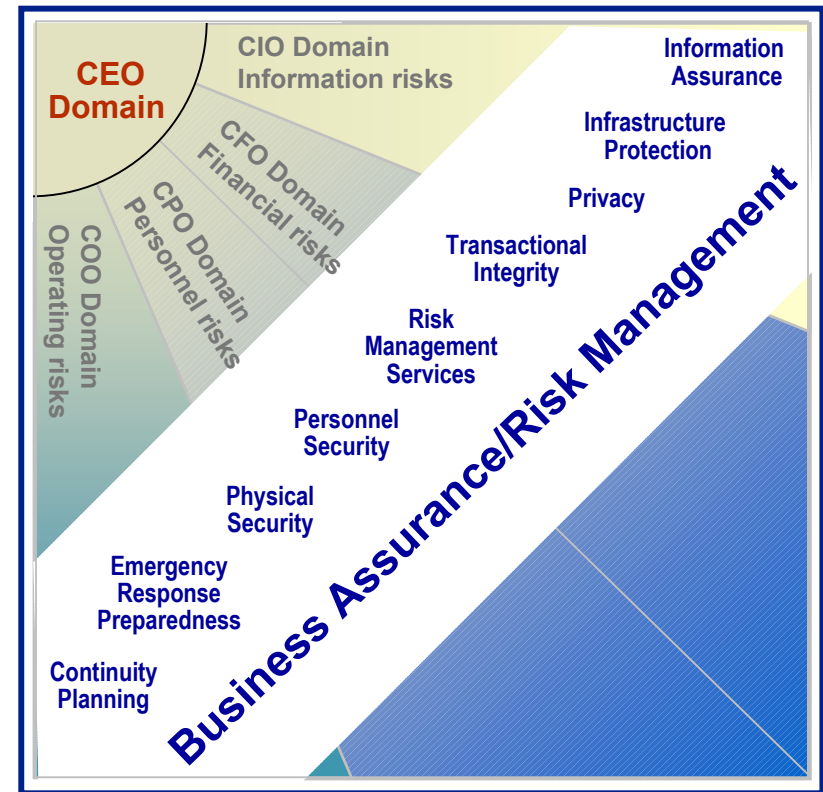 CEO
Domain
CIO Domain
Information risks
CFO Domain
Financial risks
CPO Domain
Personnel risks
COO Domain
Operating risks
Information
Assurance
Infrastructure
Protection
Privacy
Transactional
Integrity
Risk
Management
Services
Personnel
Security
Physical
Security
Emergency
Response
Preparedness
Continuity
Planning
Business Assurance/Risk Management